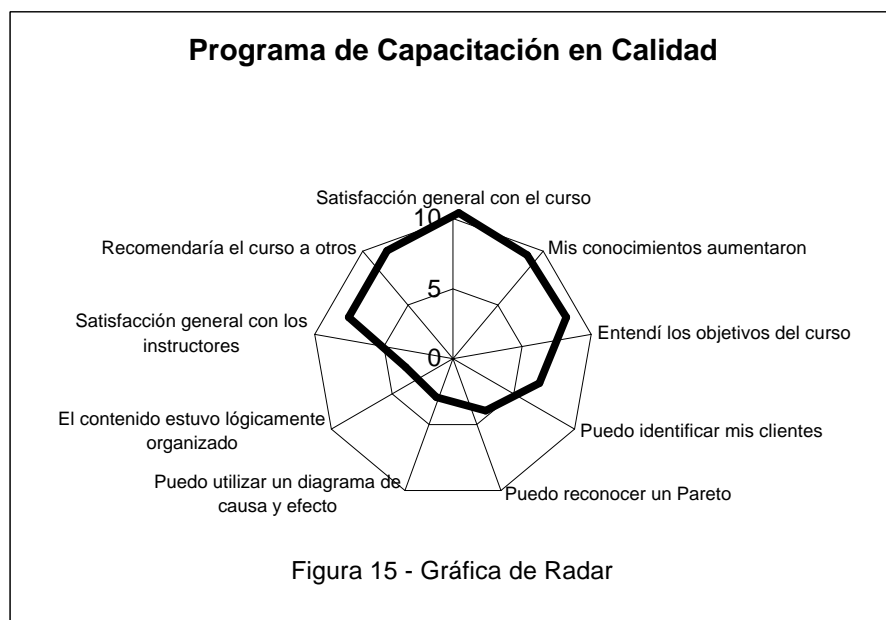 Programa de Capacitación en Calidad
Satisfacción general con el curso
10
Recomendaría el curso a otros
Mis conocimientos aumentaron
5
Satisfacción general con los
instructores
Entendí los objetivos del curso
0
El contenido estuvo lógicamente
organizado
Puedo identificar mis clientes
Puedo utilizar un diagrama de
causa y efecto
Puedo reconocer un Pareto
Figura 15 - Gráfica de Radar